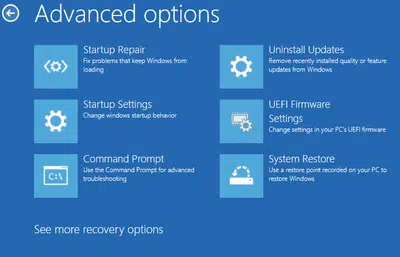 Advanced options
Startup Repair
Fix problems that keep Windows from
loading
Uninstall Updates
Remove recently installed quality or feature
updates from Windows
Startup Settings
Change windows startup behavior
UEFI Firmware
Settings
Change settings in your PC's UEFI firmware
Command Prompt
Use the Command Prompt for advanced
troubleshooting
C:\
System Restore
Use a restore point recorded on your PC to
restore Windows
See more recovery options